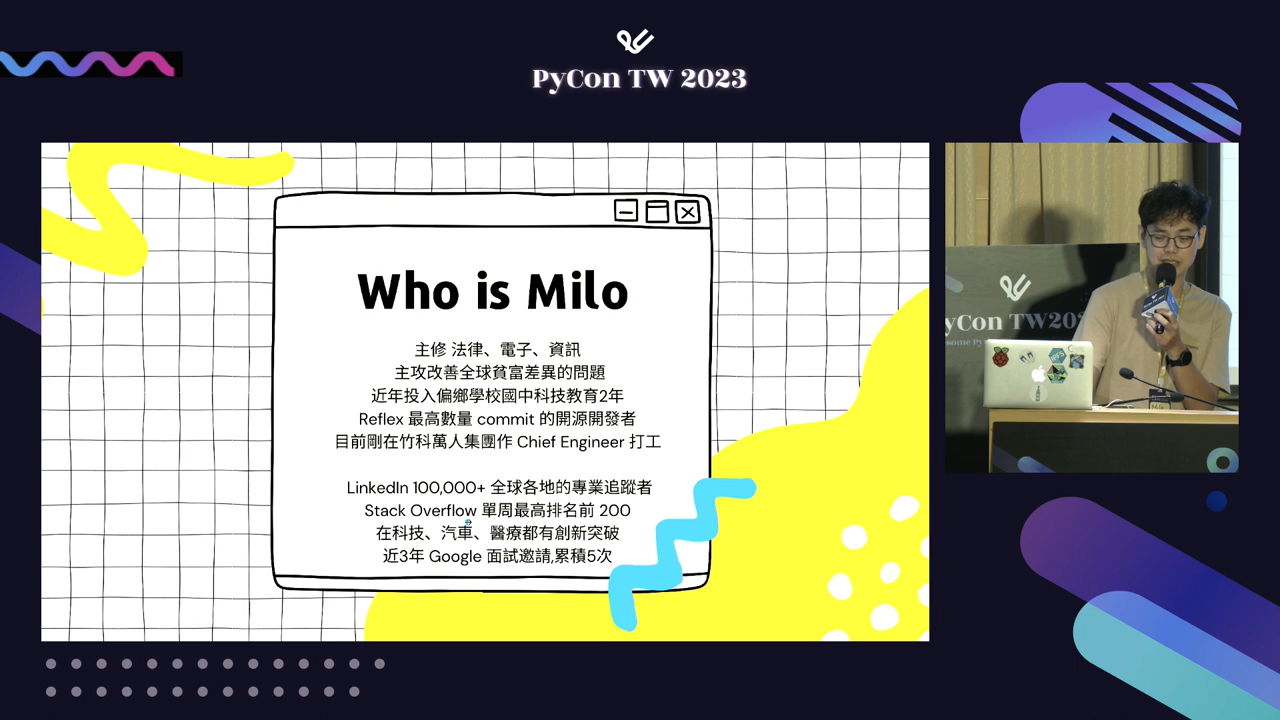 PyCon TW 2023
Who is Milo
主修 法律、電子、資訊
主攻改善全球貧富差異的問題
近年投入偏鄉學校國中科技教育2年
Reflex 最高數量 commit 的開源開發者
目前剛在竹科萬人集團作 Chief Engineer 打工
LinkedIn 100,000+ 全球各地的專業追蹤者
Stack Overflow 單周最高排名前 200
在科技、汽車、醫療都有創新突破
近3年 Google 面試邀請,累積5次
yCon TW202
IPFS